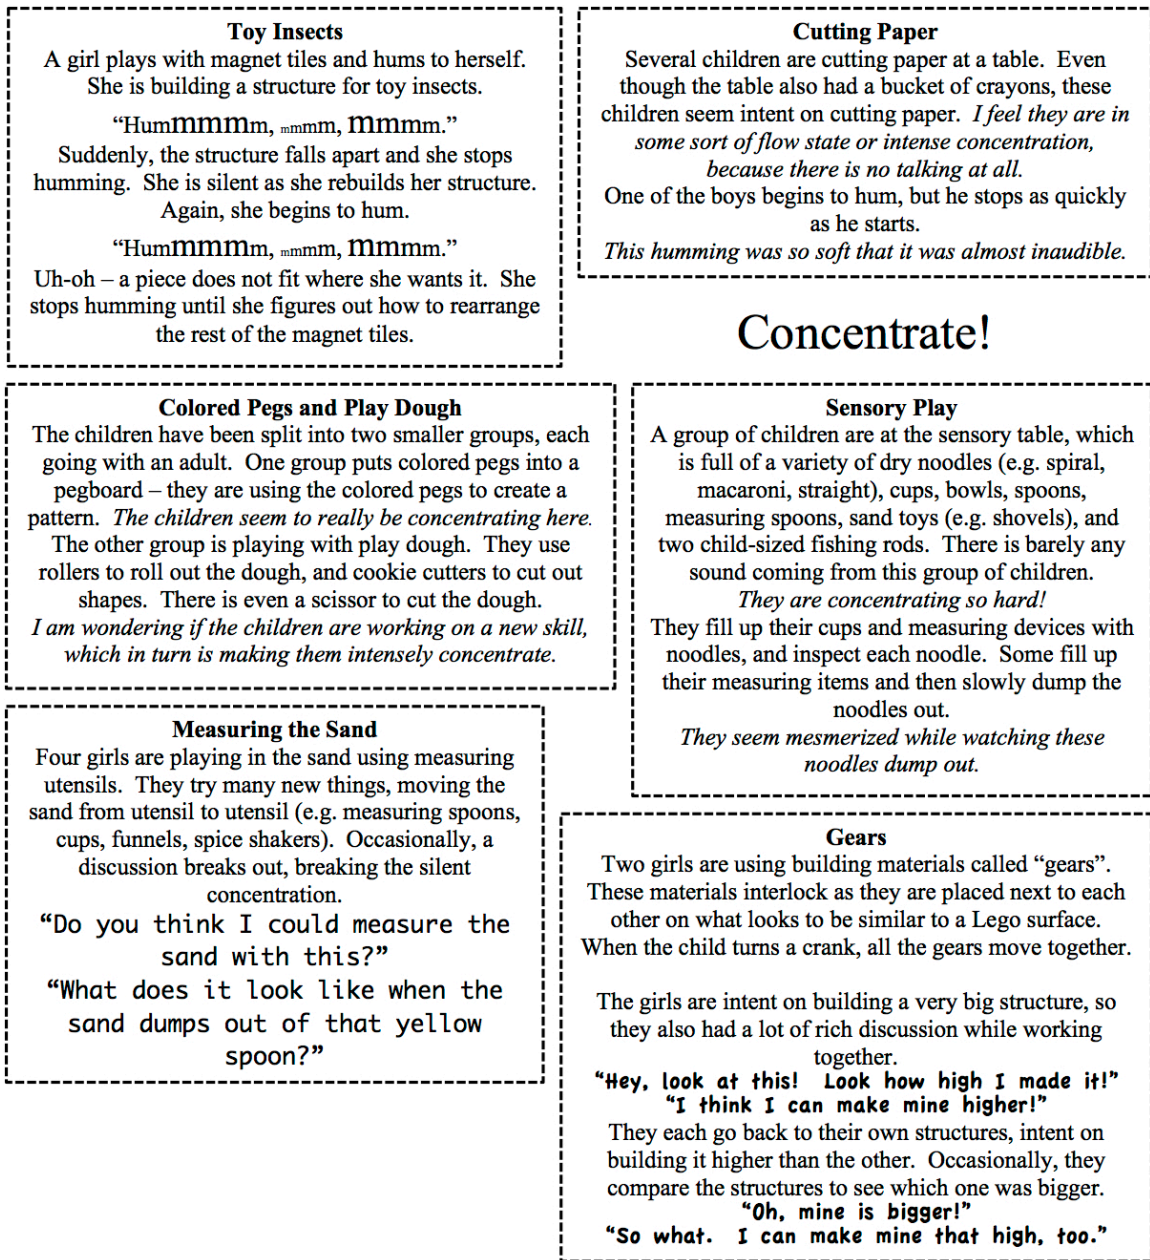 Toy Insects
A girl plays with magnet tiles and hums to herself.
She is building a structure for toy insects.
“Hummmmm, mmmm, mmmm.”
Suddenly, the structure falls apart and she stops
humming.  She is silent as she rebuilds her structure.
Again, she begins to hum.
“Hummmmm, mmmm, mmmm.”
Uh-oh – a piece does not fit where she wants it.  She
stops humming until she figures out how to rearrange
the rest of the magnet tiles.
Cutting Paper
Several children are cutting paper at a table.  Even
though the table also had a bucket of crayons, these
children seem intent on cutting paper.  I feel they are in
some sort of flow state or intense concentration,
because there is no talking at all.
One of the boys begins to hum, but he stops as quickly
as he starts.
This humming was so soft that it was almost inaudible.
Concentrate!
Colored Pegs and Play Dough
The children have been split into two smaller groups, each
going with an adult.  One group puts colored pegs into a
pegboard – they are using the colored pegs to create a
pattern.  The children seem to really be concentrating here.
The other group is playing with play dough.  They use
rollers to roll out the dough, and cookie cutters to cut out
shapes.  There is even a scissor to cut the dough.
I am wondering if the children are working on a new skill,
which in turn is making them intensely concentrate.
Sensory Play
A group of children are at the sensory table, which
is full of a variety of dry noodles (e.g. spiral,
macaroni, straight), cups, bowls, spoons,
measuring spoons, sand toys (e.g. shovels), and
two child-sized fishing rods.  There is barely any
sound coming from this group of children.
They are concentrating so hard!
They fill up their cups and measuring devices with
noodles, and inspect each noodle.  Some fill up
their measuring items and then slowly dump the
noodles out.
They seem mesmerized while watching these
noodles dump out.
Measuring the Sand
Four girls are playing in the sand using measuring
utensils.  They try many new things, moving the
sand from utensil to utensil (e.g. measuring spoons,
cups, funnels, spice shakers).  Occasionally, a
discussion breaks out, breaking the silent
concentration.
“Do you think I could measure the
sand with this?”
“What does it look like when the
sand dumps out of that yellow
spoon?”
Gears
Two girls are using building materials called “gears”.
These materials interlock as they are placed next to each
other on what looks to be similar to a Lego surface.
When the child turns a crank, all the gears move together.
The girls are intent on building a very big structure, so
they also had a lot of rich discussion while working
together.
“Hey, look at this!  Look how high I made it!”
“I think I can make mine higher!”
They each go back to their own structures, intent on
building it higher than the other.  Occasionally, they
compare the structures to see which one was bigger.
“Oh, mine is bigger!”
“So what.  I can make mine that high, too.”